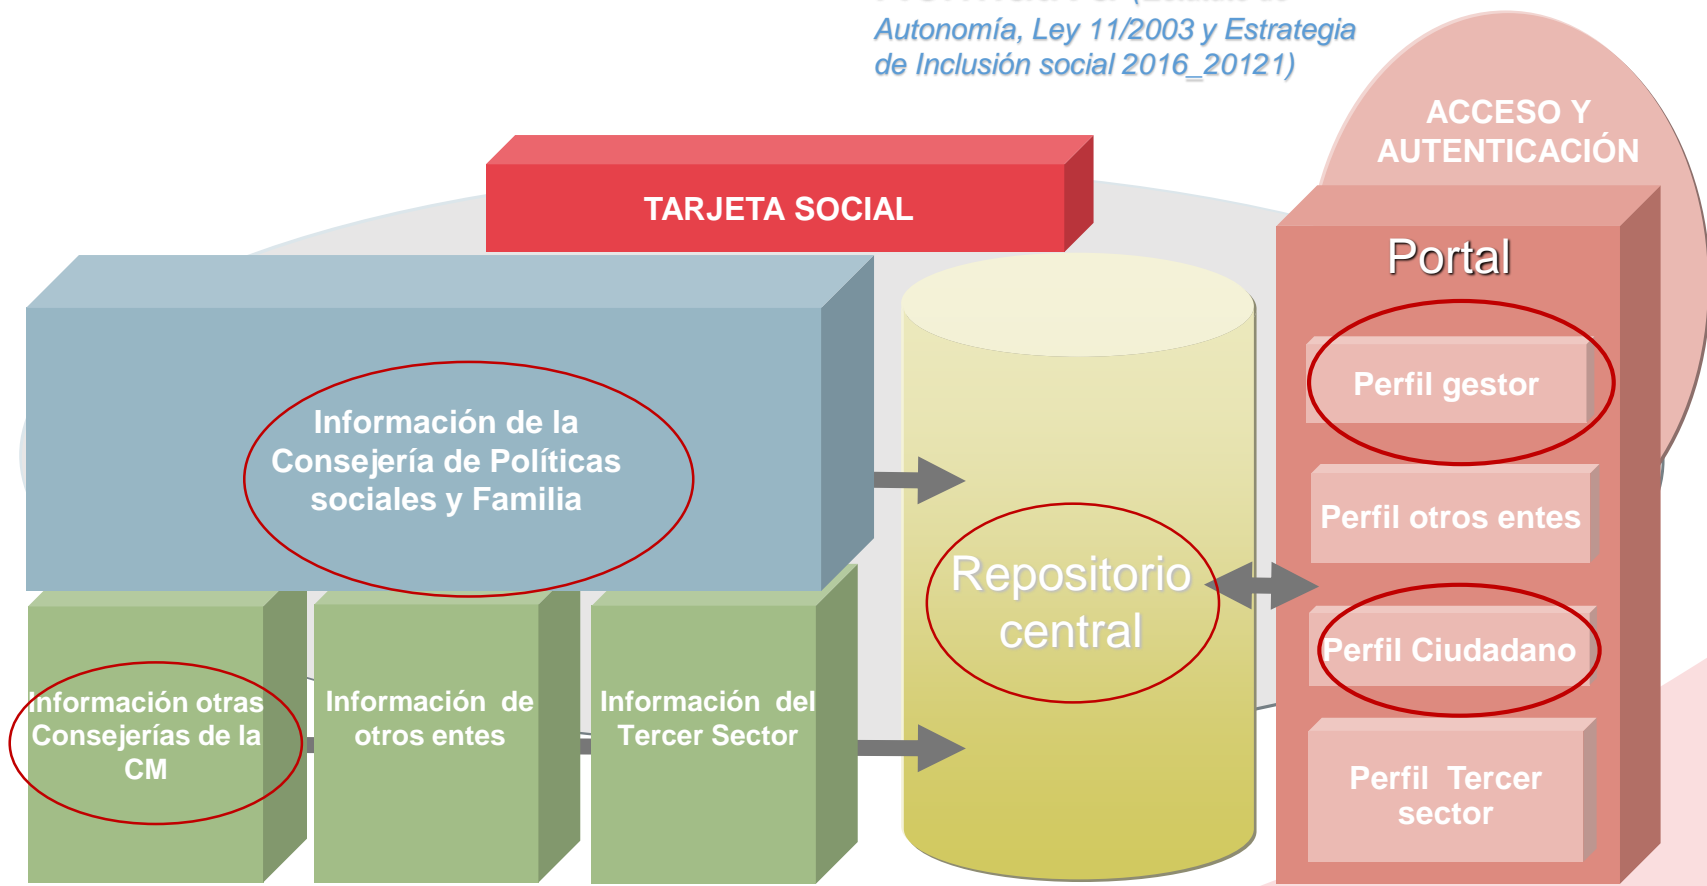 Autonomía, Ley 11/2003 y Estrategia
de Inclusión social 2016_20121)
ACCESO Y
AUTENTICACIÓN
TARJETA SOCIAL
Portal
Perfil gestor
Información de la
Consejería de Políticas
sociales y Familia
Perfil otros entes
Repositorio
central
Perfil Ciudadano
Información otras
Consejerías de la
CM
Información de
otros entes
Información del
Tercer Sector
Perfil Tercer
sector